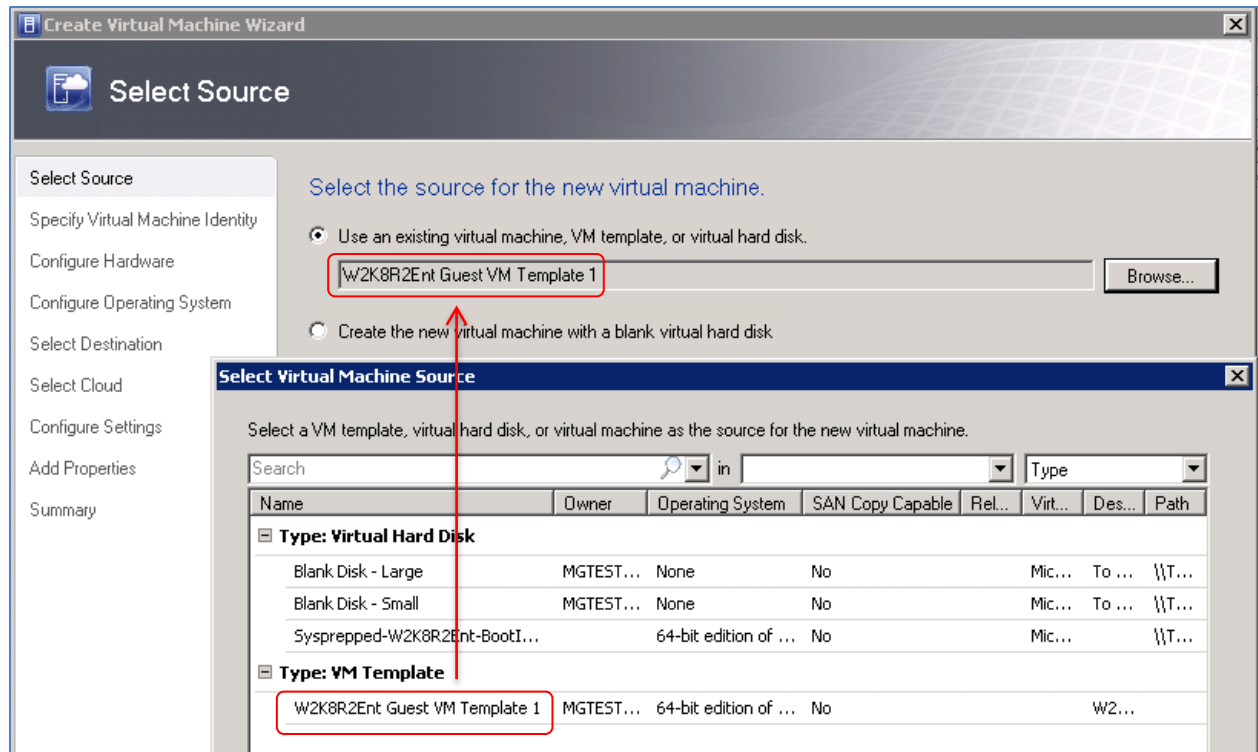 Create Virtual Machine Wizard
Select Source
Select Source
Specify Virtual Machine Identity
Configure Hardware
Configure Operating System
Select Destination
Select Cloud
Configure Settings
Add Properties
Summary
Select the source for the new virtual machine.
Use an existing virtual machine, VM template, or virtual hard disk.
W2K8R2Ent Guest VM Template 1
Browse...
Create the new virtual machine with a blank virtual hard disk
Select Virtual Machine Source
Select a VM template, virtual hard disk, or virtual machine as the source for the new virtual machine.
Search in Type
Name Owner Operating System SAN Copy Capable Rel... Virt... Des... Path
Type: Virtual Hard Disk
Blank Disk - Large MGTEST... None No Mic... To ... \\T...
Blank Disk - Small MGTEST... None No Mic... To ... \\T...
Sysprepped-W2K8R2Ent-BootI... 64-bit edition of ... No Mic... \\T...
Type: VM Template
W2K8R2Ent Guest VM Template 1 MGTEST... 64-bit edition of ... No W2...